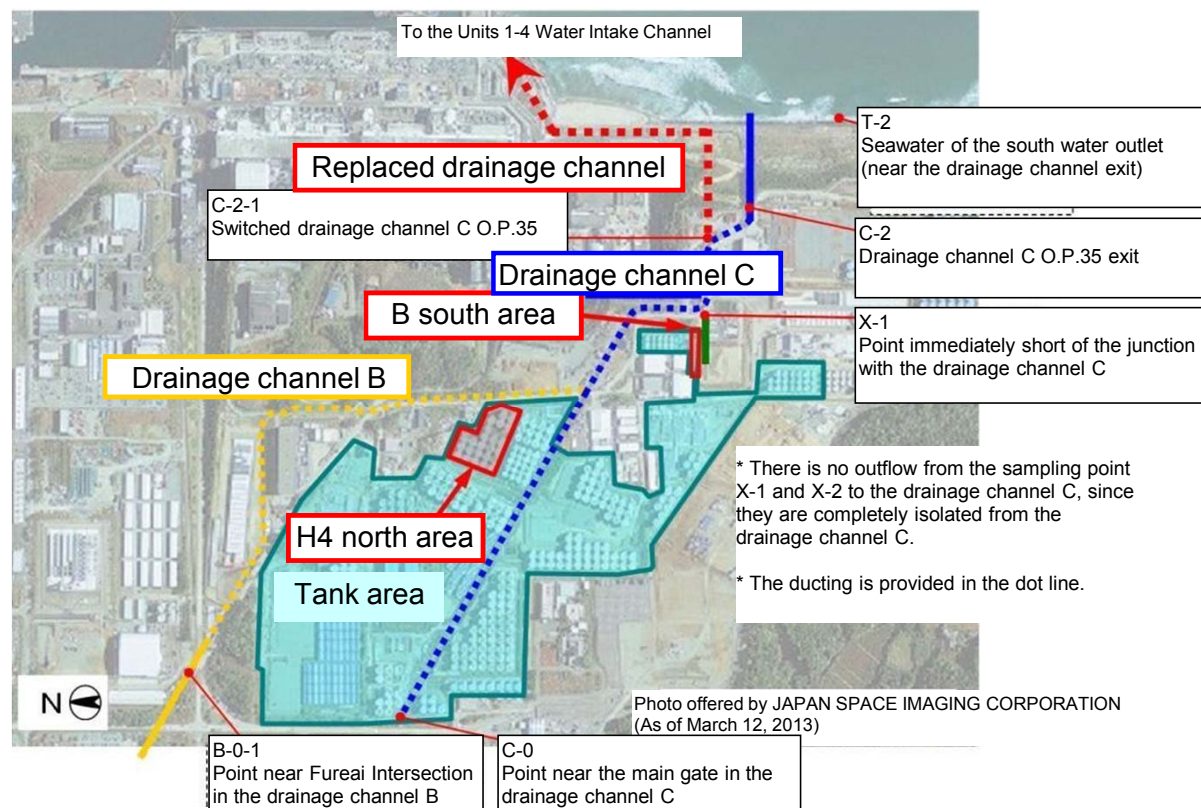 To the Units 1-4 Water Intake Channel
T-2
Seawater of the south water outlet
(near the drainage channel exit)
Replaced drainage channel
C-2-1
Switched drainage channel C O.P.35
C-2
Drainage channel C O.P.35 exit
Drainage channel C
B south area
X-1
Point immediately short of the junction
with the drainage channel C
Drainage channel B
* There is no outflow from the sampling point
X-1 and X-2 to the drainage channel C, since
they are completely isolated from the
drainage channel C.
* The ducting is provided in the dot line.
H4 north area
Tank area
N
Photo offered by JAPAN SPACE IMAGING CORPORATION
(As of March 12, 2013)
B-0-1
Point near Fureai Intersection
in the drainage channel B
C-0
Point near the main gate in the
drainage channel C